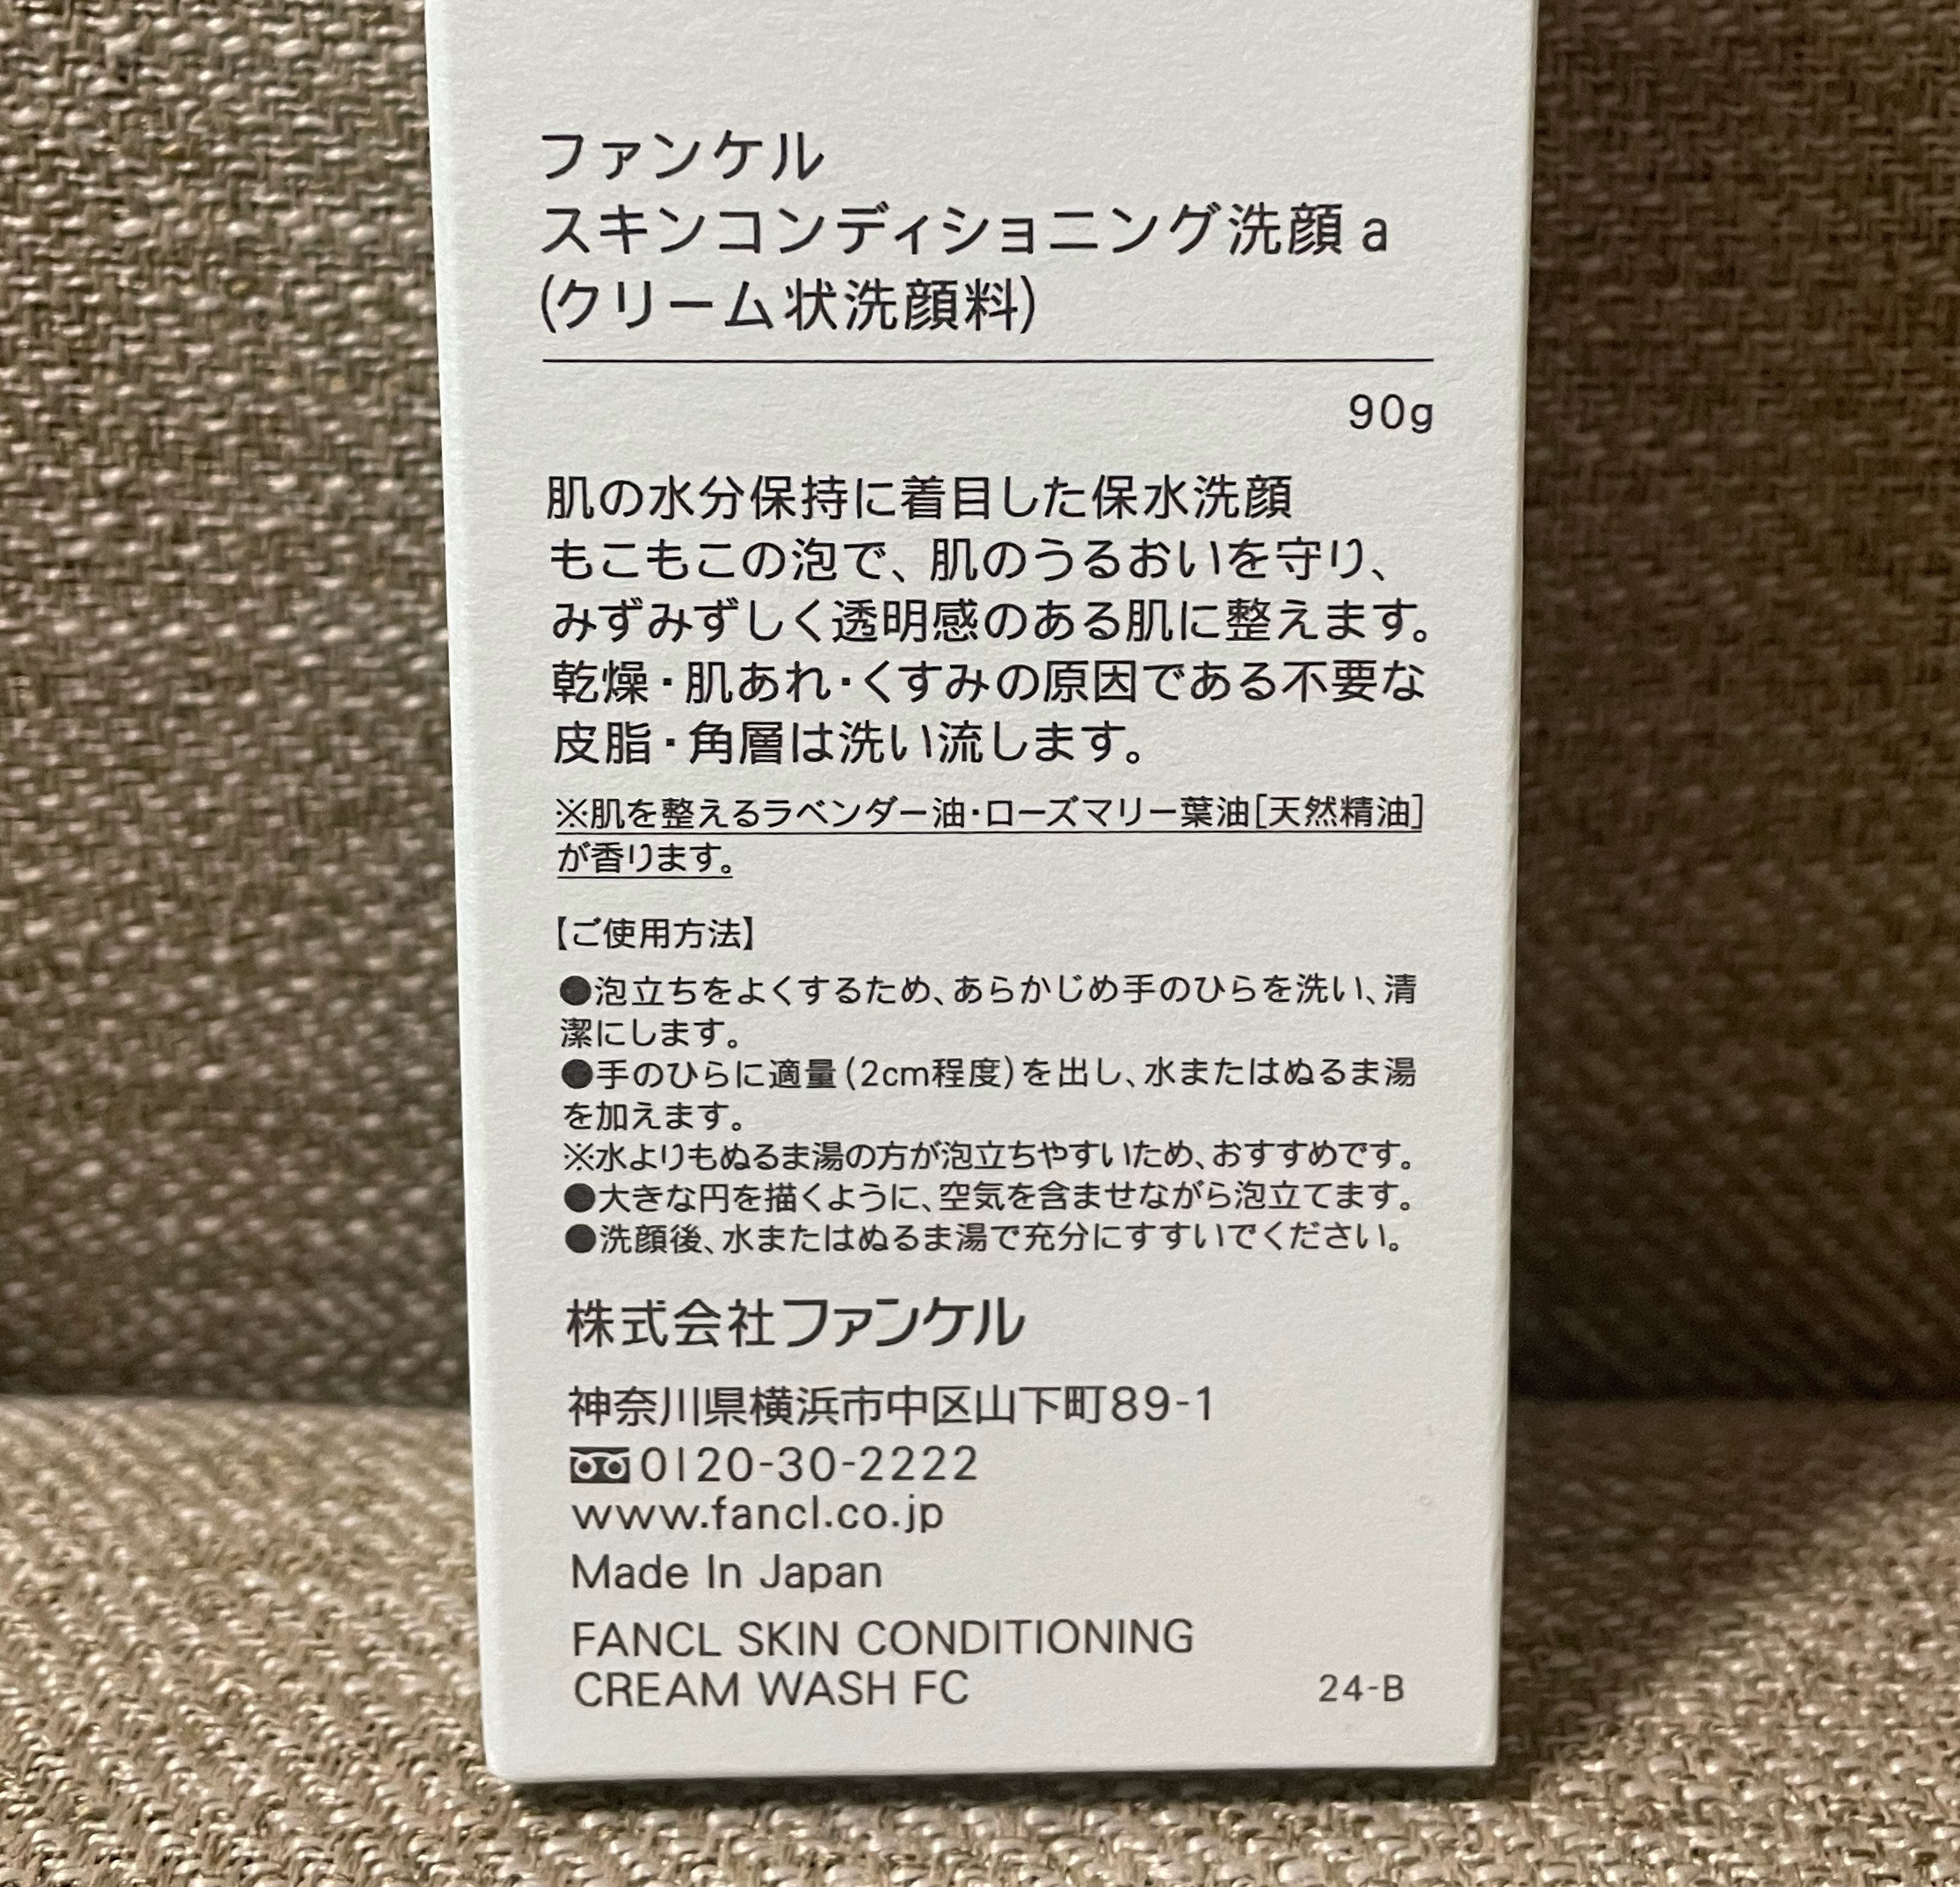 ファンケル
スキンコンディショニング洗顔 a
(クリーム状洗顔料)
90g
肌の水分保持に着目した保水洗顔
もこもこの泡で、肌のうるおいを守り、
みずみずしく透明感のある肌に整えます。
乾燥・肌あれ・くすみの原因である不要な
皮脂・角層は洗い流します。
※肌を整えるラベンダー油・ローズマリー葉油[天然精油]
が香ります。
【ご使用方法】
●泡立ちをよくするため、あらかじめ手のひらを洗い、清
潔にします。
●手のひらに適量(2cm程度)を出し、水またはぬるま湯
を加えます。
※水よりもぬるま湯の方が泡立ちやすいため、おすすめです。
●大きな円を描くように、空気を含ませながら泡立てます。
●洗顔後、水またはぬるま湯で充分にすすいでください。
株式会社ファンケル
神奈川県横浜市中区山下町89-1
0120-30-2222
www.fancl.co.jp
Made In Japan
FANCL SKIN CONDITIONING
CREAM WASH FC
24-B